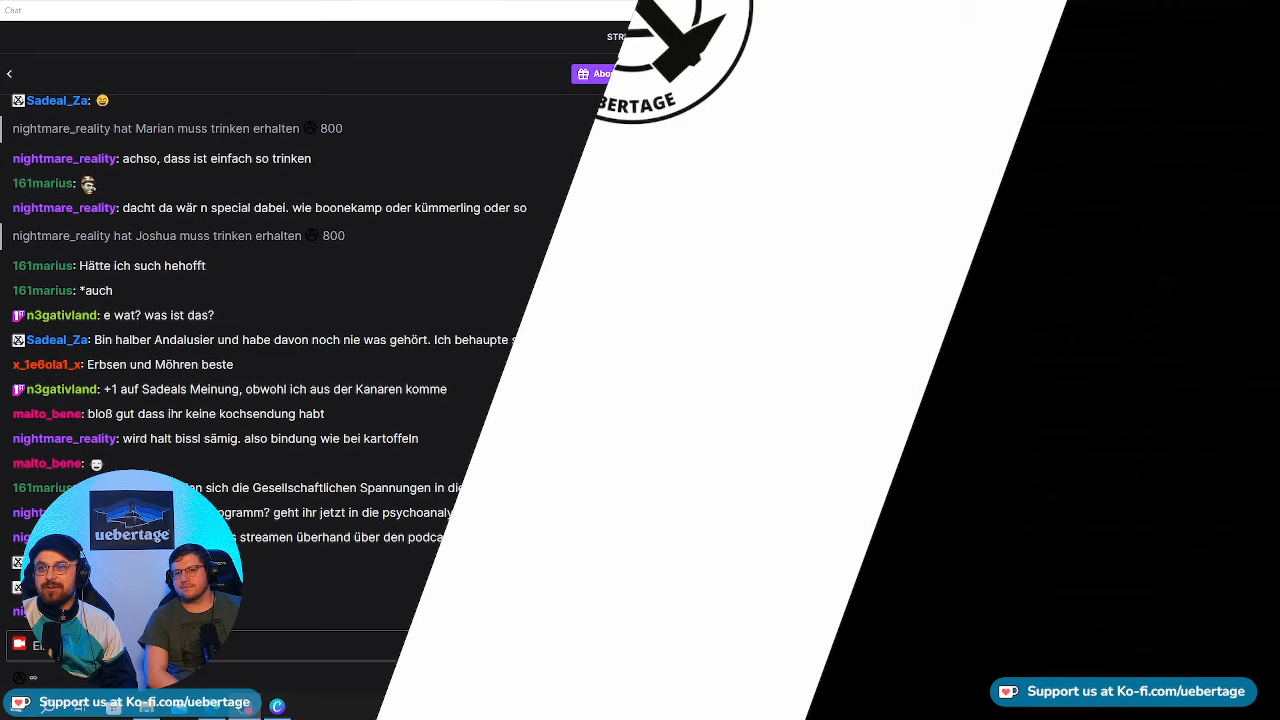 Chat
STR
Abo
Sadeal_Za:
nightmare_reality hat Marian muss trinken erhalten 800
nightmare_reality: achso, dass ist einfach so trinken
161marius:
nightmare_reality: dacht da wär n special dabei. wie boonekamp oder kümmerling oder so
nightmare_reality hat Joshua muss trinken erhalten 800
161marius: Hätte ich such hehofft
161marius: *auch
n3gativland: e wat? was ist das?
Sadeal_Za: Bin halber Andalusier und habe davon noch nie was gehört. Ich behaupte
x_1e6ola1_x: Erbsen und Möhren beste
n3gativland: +1 auf Sadeals Meinung, obwohl ich aus der Kanaren komme
malto_bene: bloß gut dass ihr keine kochsendung habt
nightmare_reality: wird halt bissl sämig. also bindung wie bei kartoffeln
malto_bene:
161marius sich die Gesellschaftlichen Spannungen in die
ogramm? geht ihr jetzt in die psychoanaly
s streamen überhand über den podca
uebertage
BERTAGE
Support us at Ko-fi.com/uebertage
Support us at Ko-fi.com/uebertage